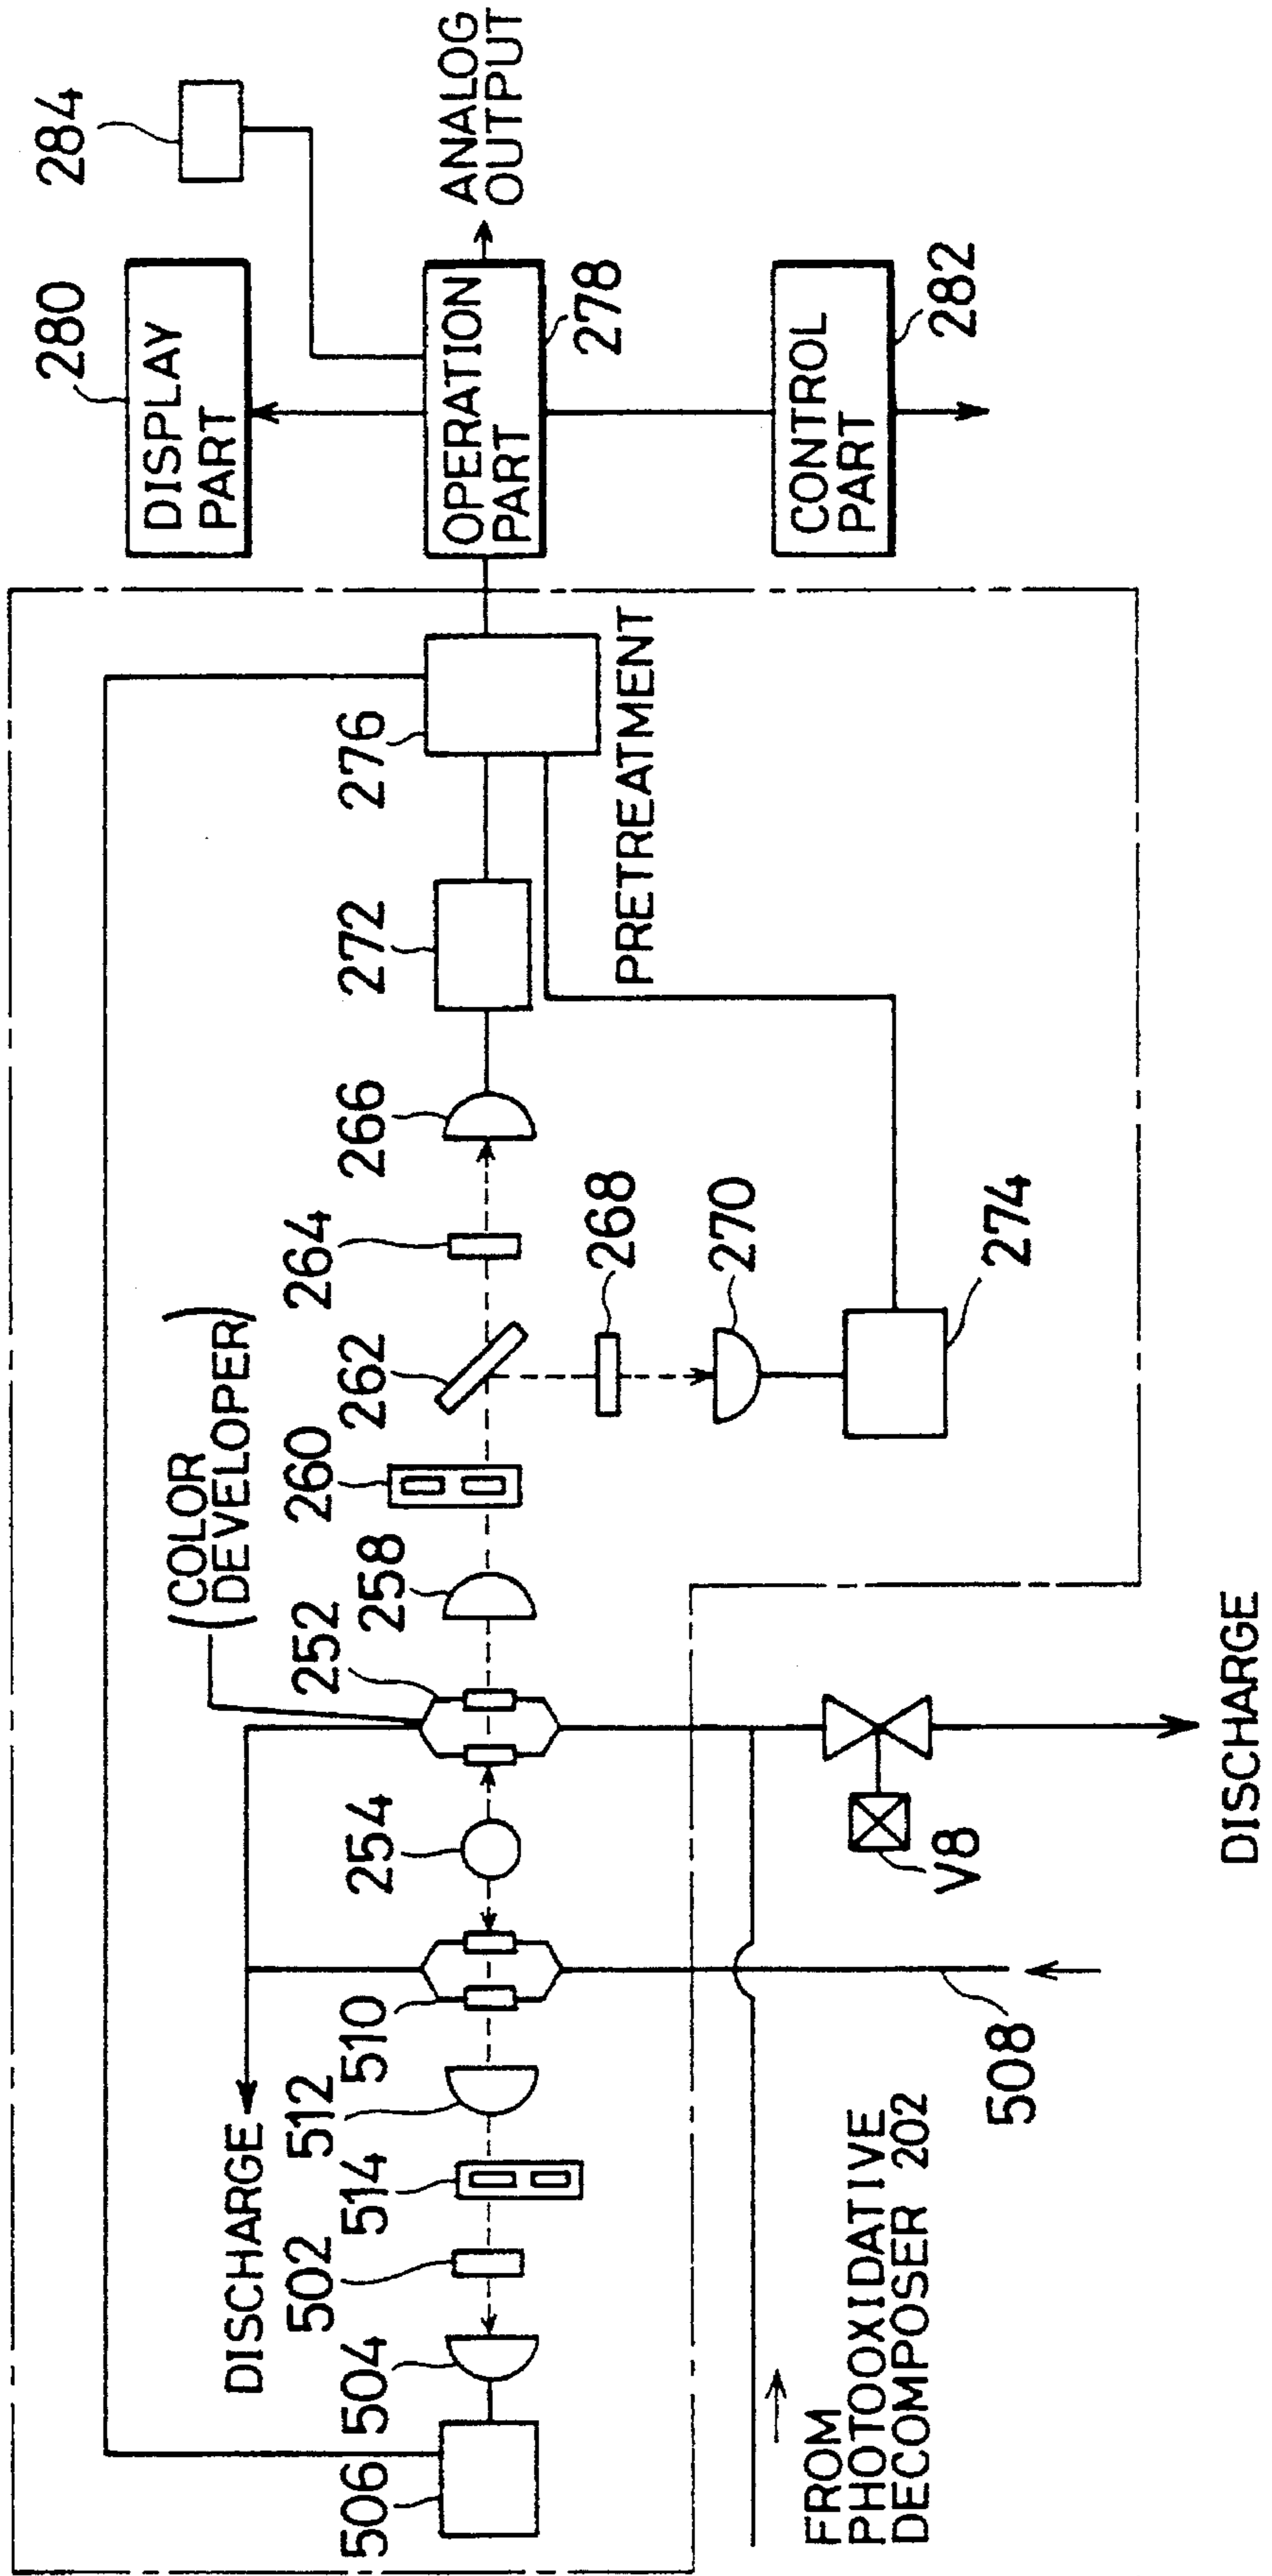 284
280
DISPLAY
PART
ANALOG
OUTPUT
OPERATION
PART
278
CONTROL
PART
282
276
PRETREATMENT
272
266
264
262
268
270
274
(COLOR
DEVELOPER)
260
258
252
254
V8
DISCHARGE
DISCHARGE
510
512
514
502
504
506
508
FROM
PHOTOOXIDATIVE
DECOMPOSER 202